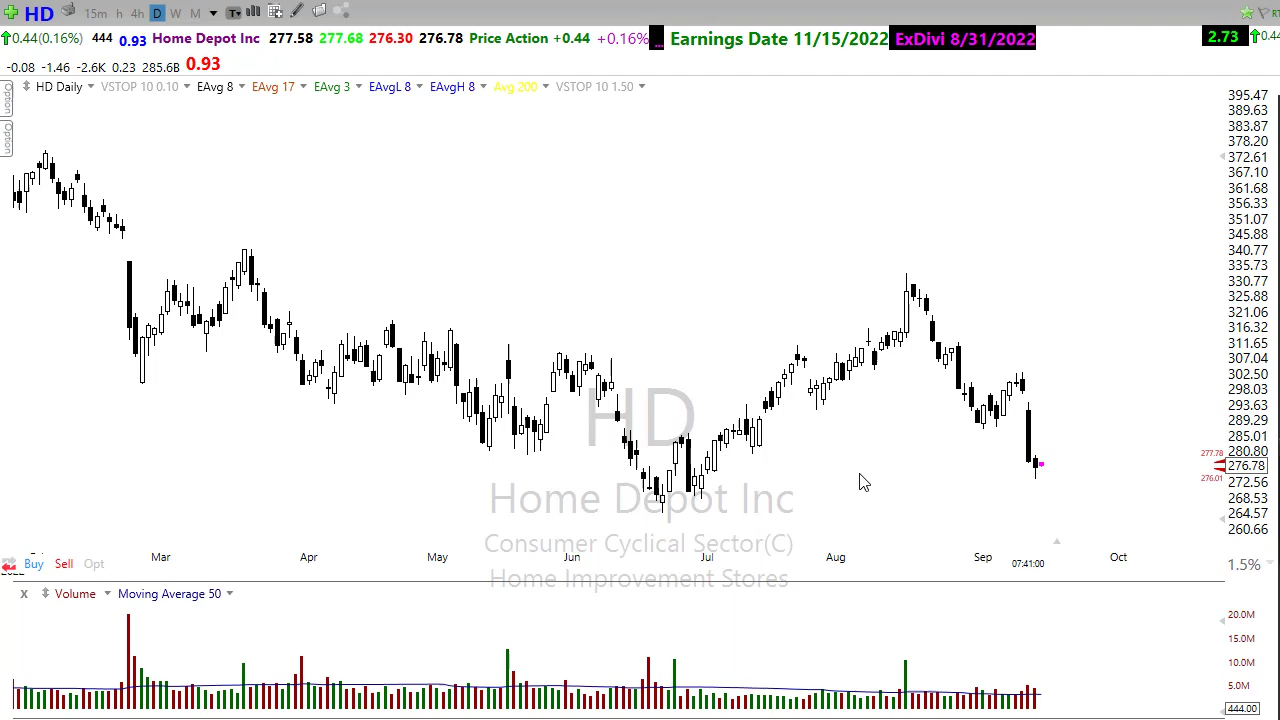 HD 15m 1h 4h D W M T
0.44(0.16%) 444 0.93 Home Depot Inc 277.58 277.68 276.30 276.78 Price Action +0.44 +0.16% ... Earnings Date 11/15/2022 ExDivi 8/31/2022 2.73 0.44
-0.08 -1.46 -2.6K 0.23 285.6B 0.93
HD Daily VSTOP 10 0.10 EAvg 8 EAvg 17 EAvg 3 EAvgL 8 EAvgH 8 Avg 200 VSTOP 10 1.50
Option
Option
395.47
389.63
383.87
378.20
372.61
367.10
361.68
356.33
351.07
345.88
340.77
335.73
330.77
325.88
321.06
316.32
311.65
307.04
302.50
298.03
293.63
289.29
285.01
280.80
277.78
276.78
276.01
272.56
268.53
264.57
260.66
HD
Home Depot Inc
Consumer Cyclical Sector(C)
Home Improvement Stores
Mar Apr May Jun Jul Aug Sep Oct
07:41:00
Buy Sell Opt
1.5%
X Volume Moving Average 50
20.0M
15.0M
10.0M
5.0M
444.00